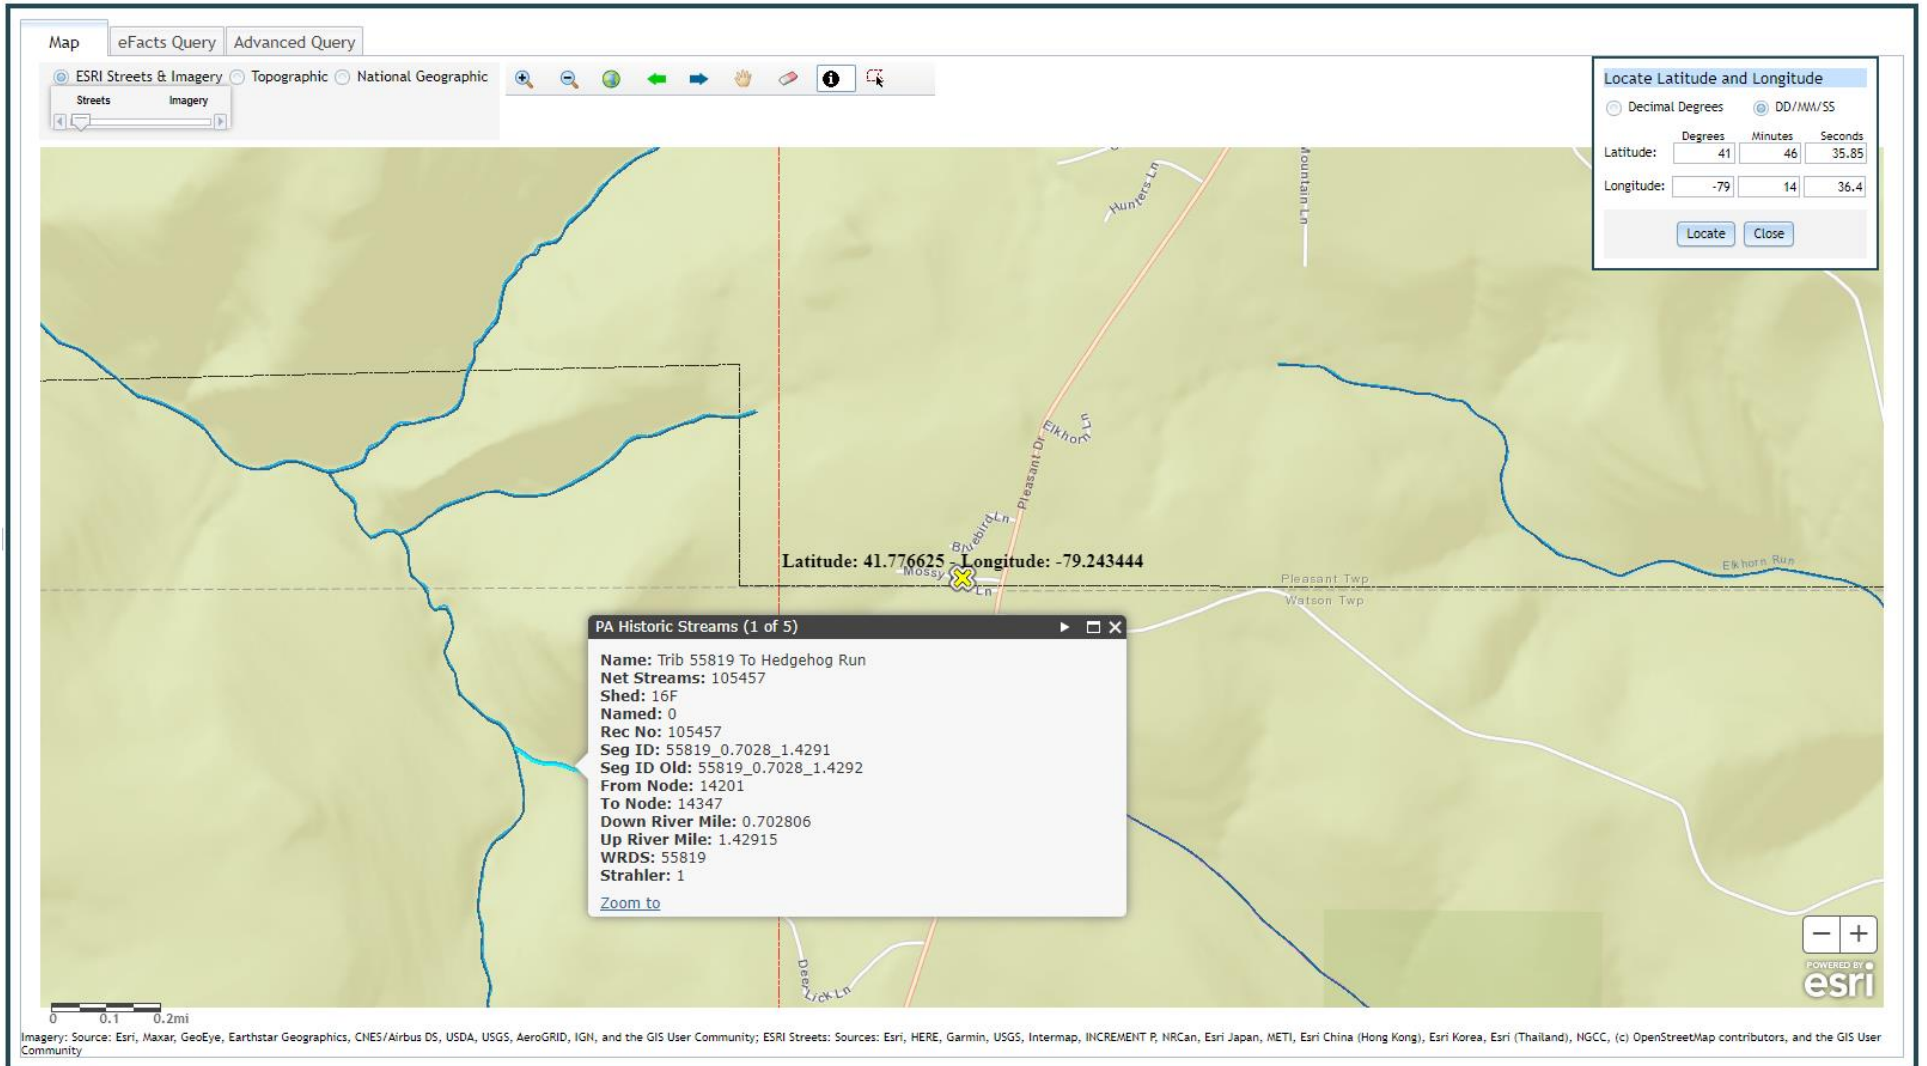 Map eFacts Query Advanced Query
ESRI Streets & Imagery Topographic National Geographic
Streets Imagery
Locate Latitude and Longitude
Decimal Degrees DD/MM/SS
Degrees Minutes Seconds
Latitude: 41 46 35.85
Longitude: -79 14 36.4
Locate Close
Hunters Ln
Mountain Ln
Elkhorn Ln
Pleasant Dr
Bluebird Ln
Latitude: 41.776625 - Longitude: -79.243444
Mossy Ln
Elkhorn Run
Pleasant Twp
Watson Twp
PA Historic Streams (1 of 5)
Name: Trib 55819 To Hedgehog Run
Net Streams: 105457
Shed: 16F
Named: 0
Rec No: 105457
Seg ID: 55819_0.7028_1.4291
Seg ID Old: 55819_0.7028_1.4292
From Node: 14201
To Node: 14347
Down River Mile: 0.702806
Up River Mile: 1.42915
WRDS: 55819
Strahler: 1
Zoom to
Deer Lick Ln
POWERED BY
esri
0 0.1 0.2mi
Imagery: Source: Esri, Maxar, GeoEye, Earthstar Geographics, CNES/Airbus DS, USDA, USGS, AeroGRID, IGN, and the GIS User Community; ESRI Streets: Sources: Esri, HERE, Garmin, USGS, Intermap, INCREMENT P, NRCan, Esri Japan, METI, Esri China (Hong Kong), Esri Korea, Esri (Thailand), NGCC, (c) OpenStreetMap contributors, and the GIS User
Community